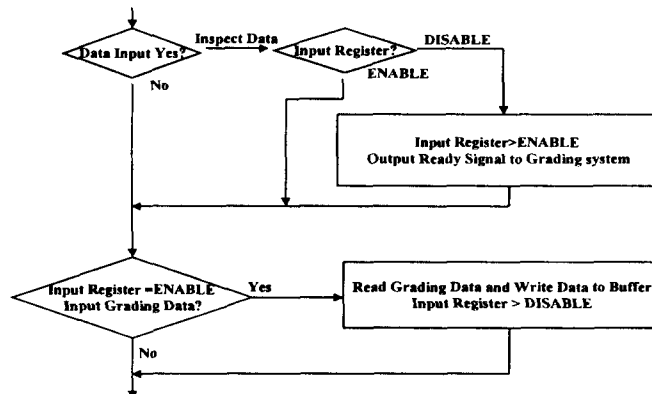 Data Input Yes?
Inspect Data
Input Register?
DISABLE
ENABLE
No
Input Register>ENABLE
Output Ready Signal to Grading system
Input Register =ENABLE
Input Grading Data?
Yes
Read Grading Data and Write Data to Buffer
Input Register > DISABLE
No